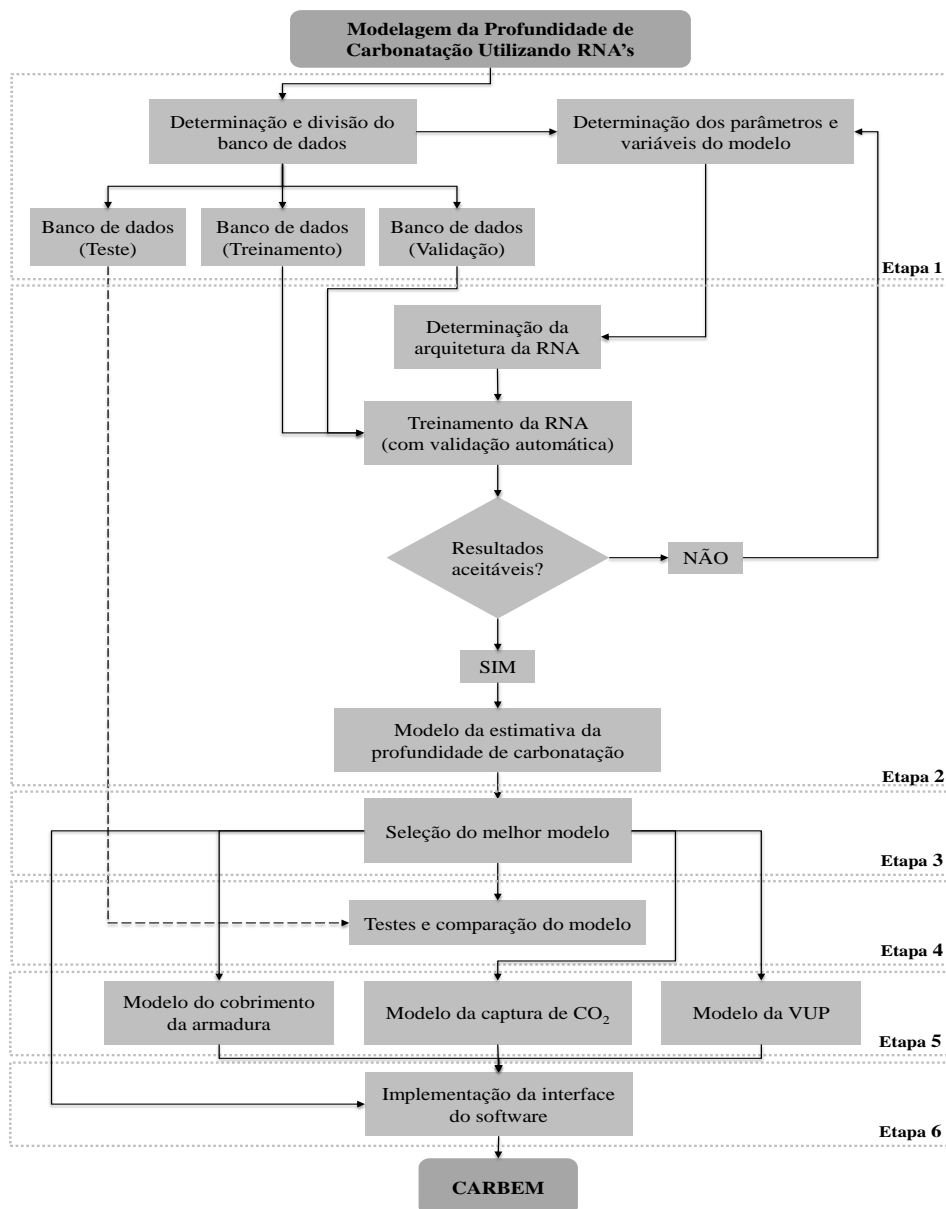 Modelagem da Profundidade de
Carbonatação Utilizando RNA's
Determinação e divisão do
banco de dados
Determinação dos parâmetros e
variáveis do modelo
Banco de dados
(Teste)
Banco de dados
(Treinamento)
Banco de dados
(Validação)
Etapa 1
Determinação da
arquitetura da RNA
Treinamento da RNA
(com validação automática)
Resultados
aceitáveis?
NÃO
SIM
Modelo da estimativa da
profundidade de carbonatação
Etapa 2
Seleção do melhor modelo
Etapa 3
Testes e comparação do modelo
Etapa 4
Modelo do cobrimento
da armadura
Modelo da captura de CO₂
Modelo da VUP
Etapa 5
Implementação da interface
do software
Etapa 6
CARBEM